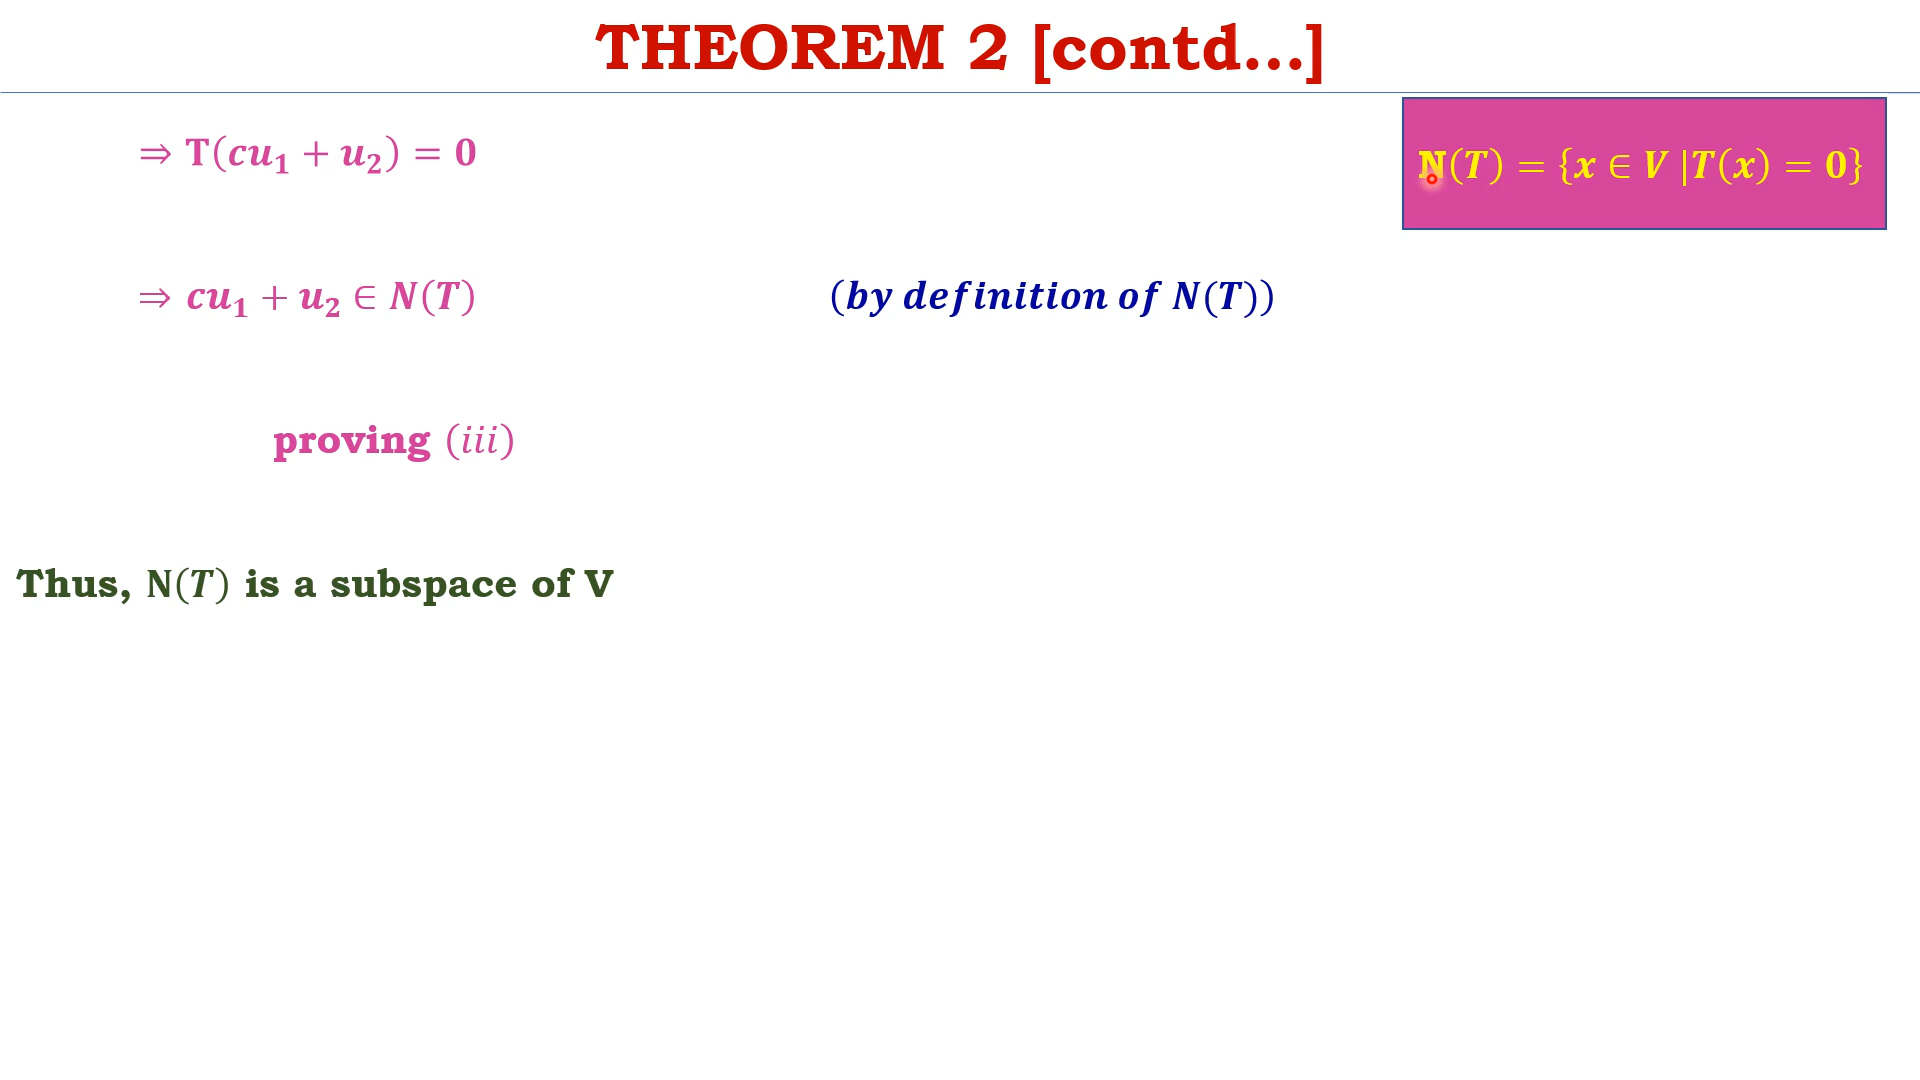 THEOREM 2 [contd...]
⇒ T(cu₁ + u₂) = 0
N(T) = {x ∈ V |T(x) = 0}
⇒ cu₁ + u₂ ∈ N(T) (by definition of N(T))
proving (iii)
Thus, N(T) is a subspace of V